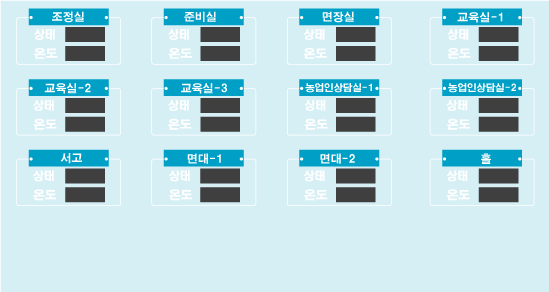 조정실 준비실 면장실 교육실-1
상태 상태 상태 상태
온도 온도 온도 온도
교육실-2 교육실-3 농업인상담실-1 농업인상담실-2
상태 상태 상태 상태
온도 온도 온도 온도
서고 면대-1 면대-2 홀
상태 상태 상태 상태
온도 온도 온도 온도